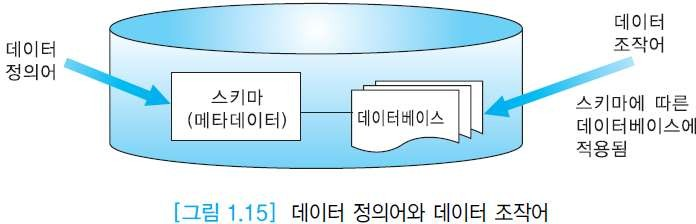 데이터
정의어
스키마
(메타데이터)
데이터베이스
데이터
조작어
스키마에 따른
데이터베이스에
적용됨
[그림 1.15] 데이터 정의어와 데이터 조작어